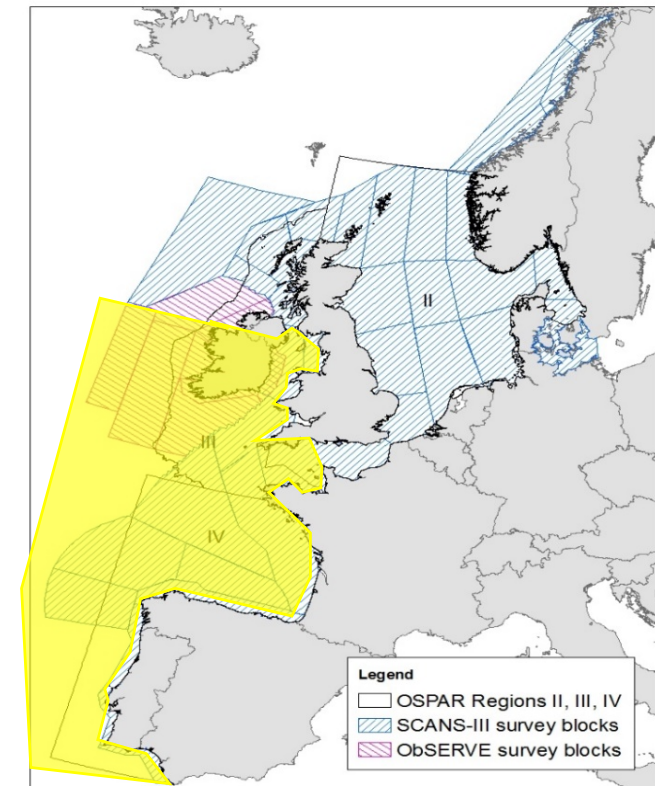 II
III
IV
Legend
OSPAR Regions II, III, IV
SCANS-III survey blocks
ObSERVE survey blocks